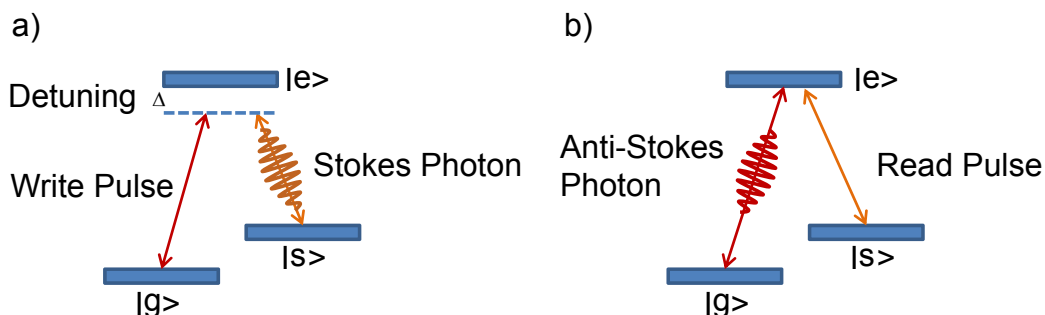 a)
|e>
Detuning Δ
Write Pulse
Stokes Photon
|s>
|g>
b)
|e>
Anti-Stokes
Photon
Read Pulse
|s>
|g>